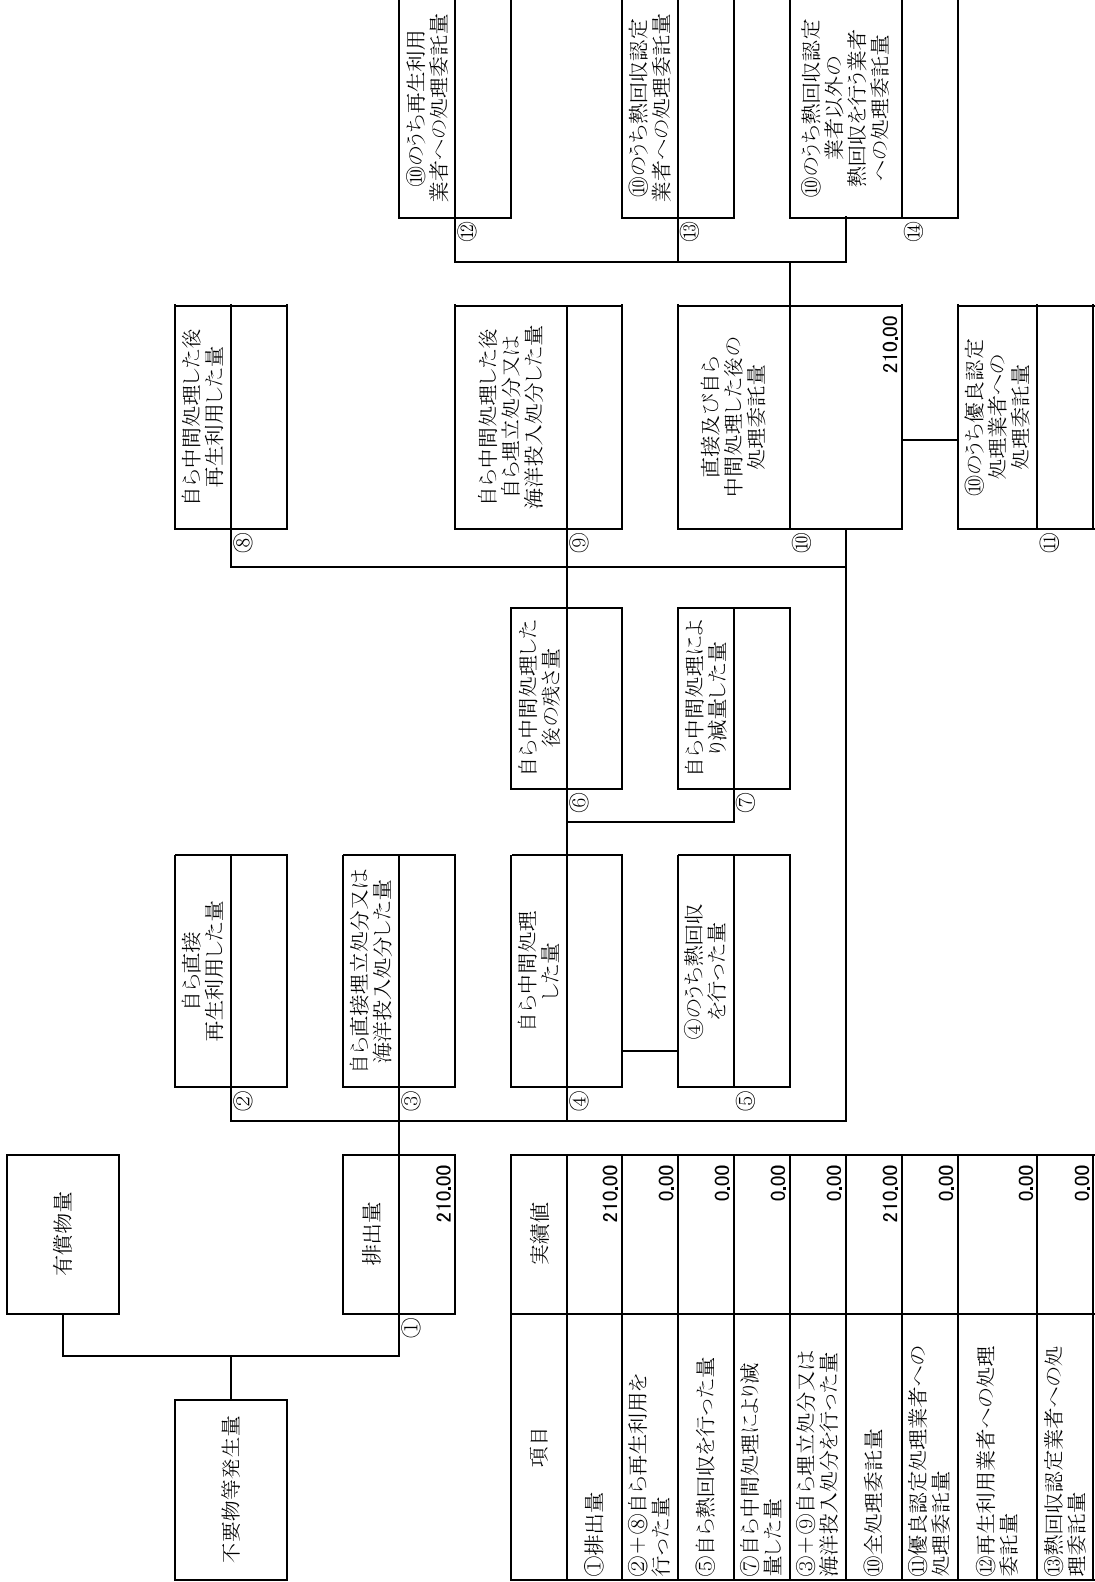 有償物量
不要物等発生量
排出量
①
210.00
②
自ら直接
再生利用した量
③
自ら直接埋立処分又は
海洋投入処分した量
④
自ら中間処理
した量
⑤
④のうち熱回収
を行った量
⑥
自ら中間処理した
後の残さ量
⑦
自ら中間処理によ
り減量した量
⑧
自ら中間処理した後
再生利用した量
⑨
自ら中間処理した後
自ら埋立処分又は
海洋投入処分した量
⑩
直接及び自ら
中間処理した後の
処理委託量
210.00
⑪
⑩のうち優良認定
処理業者への
処理委託量
⑫
⑩のうち再生利用
業者への処理委託量
⑬
⑩のうち熱回収認定
業者への処理委託量
⑭
⑩のうち熱回収認定
業者以外の
熱回収を行う業者
への処理委託量
項目 実績値
①排出量 210.00
②+⑧自ら再生利用を
行った量 0.00
⑤自ら熱回収を行った量 0.00
⑦自ら中間処理により減
量した量 0.00
③+⑨自ら埋立処分又は
海洋投入処分を行った量 0.00
⑩全処理委託量 210.00
⑪優良認定処理業者への
処理委託量 0.00
⑫再生利用業者への処理
委託量 0.00
⑬熱回収認定業者への処
理委託量 0.00